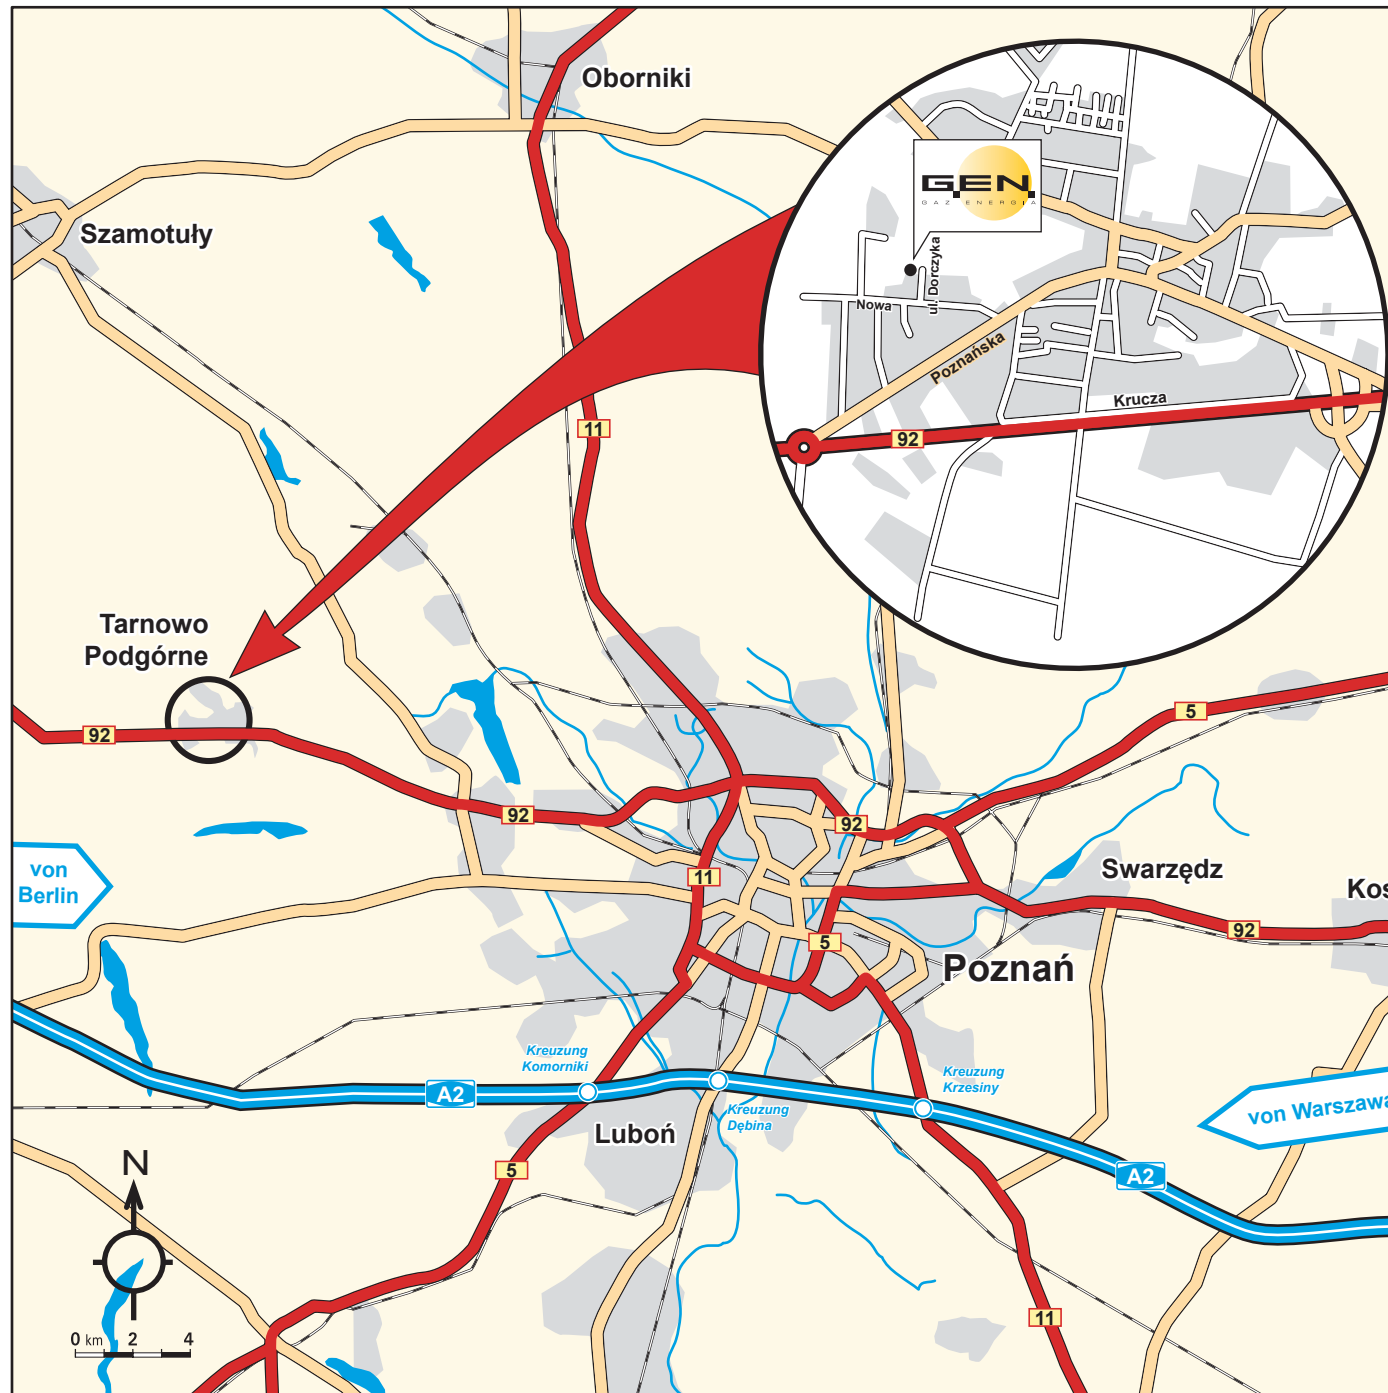 Oborniki
Szamotuły
G.EN.
GAZ ENERGIA
ul. Dorczyka
Nowa
Poznańska
Krucza
92
11
Tarnowo
Podgórne
92
5
92
92
von
Berlin
11
Swarzędz
Kos
92
5
Poznań
Kreuzung
Komorniki
Kreuzung
Krzesiny
A2
Kreuzung
Dębina
von Warszawa
Luboń
5
A2
N
11
0 km 2 4